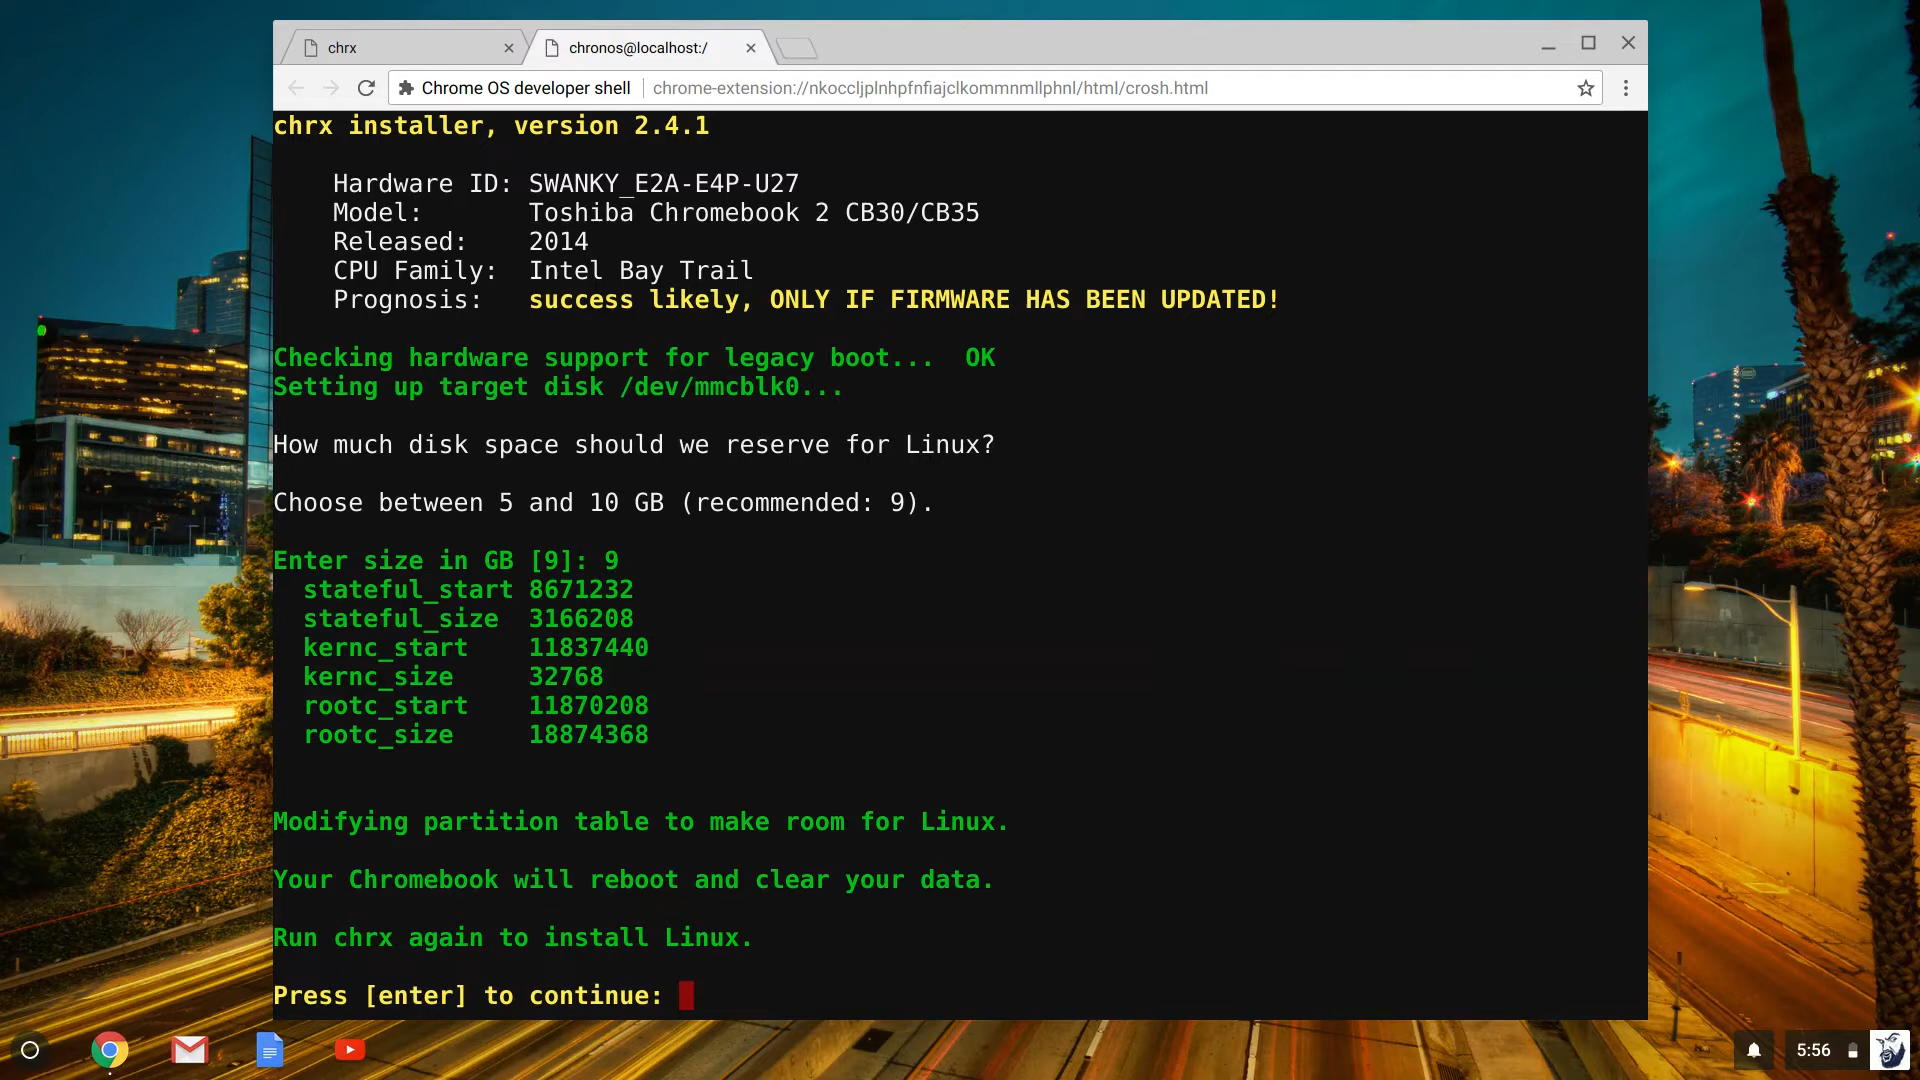 chrx
chronos@localhost:/
Chrome OS developer shell chrome-extension://nkoccljplnhpfnfiajclkommnmllphnl/html/crosh.html
chrx installer, version 2.4.1
Hardware ID: SWANKY_E2A-E4P-U27
Model: Toshiba Chromebook 2 CB30/CB35
Released: 2014
CPU Family: Intel Bay Trail
Prognosis: success likely, ONLY IF FIRMWARE HAS BEEN UPDATED!
Checking hardware support for legacy boot... OK
Setting up target disk /dev/mmcblk0...
How much disk space should we reserve for Linux?
Choose between 5 and 10 GB (recommended: 9).
Enter size in GB [9]: 9
stateful_start 8671232
stateful_size 3166208
kernc_start 11837440
kernc_size 32768
rootc_start 11870208
rootc_size 18874368
Modifying partition table to make room for Linux.
Your Chromebook will reboot and clear your data.
Run chrx again to install Linux.
Press [enter] to continue:
5:56